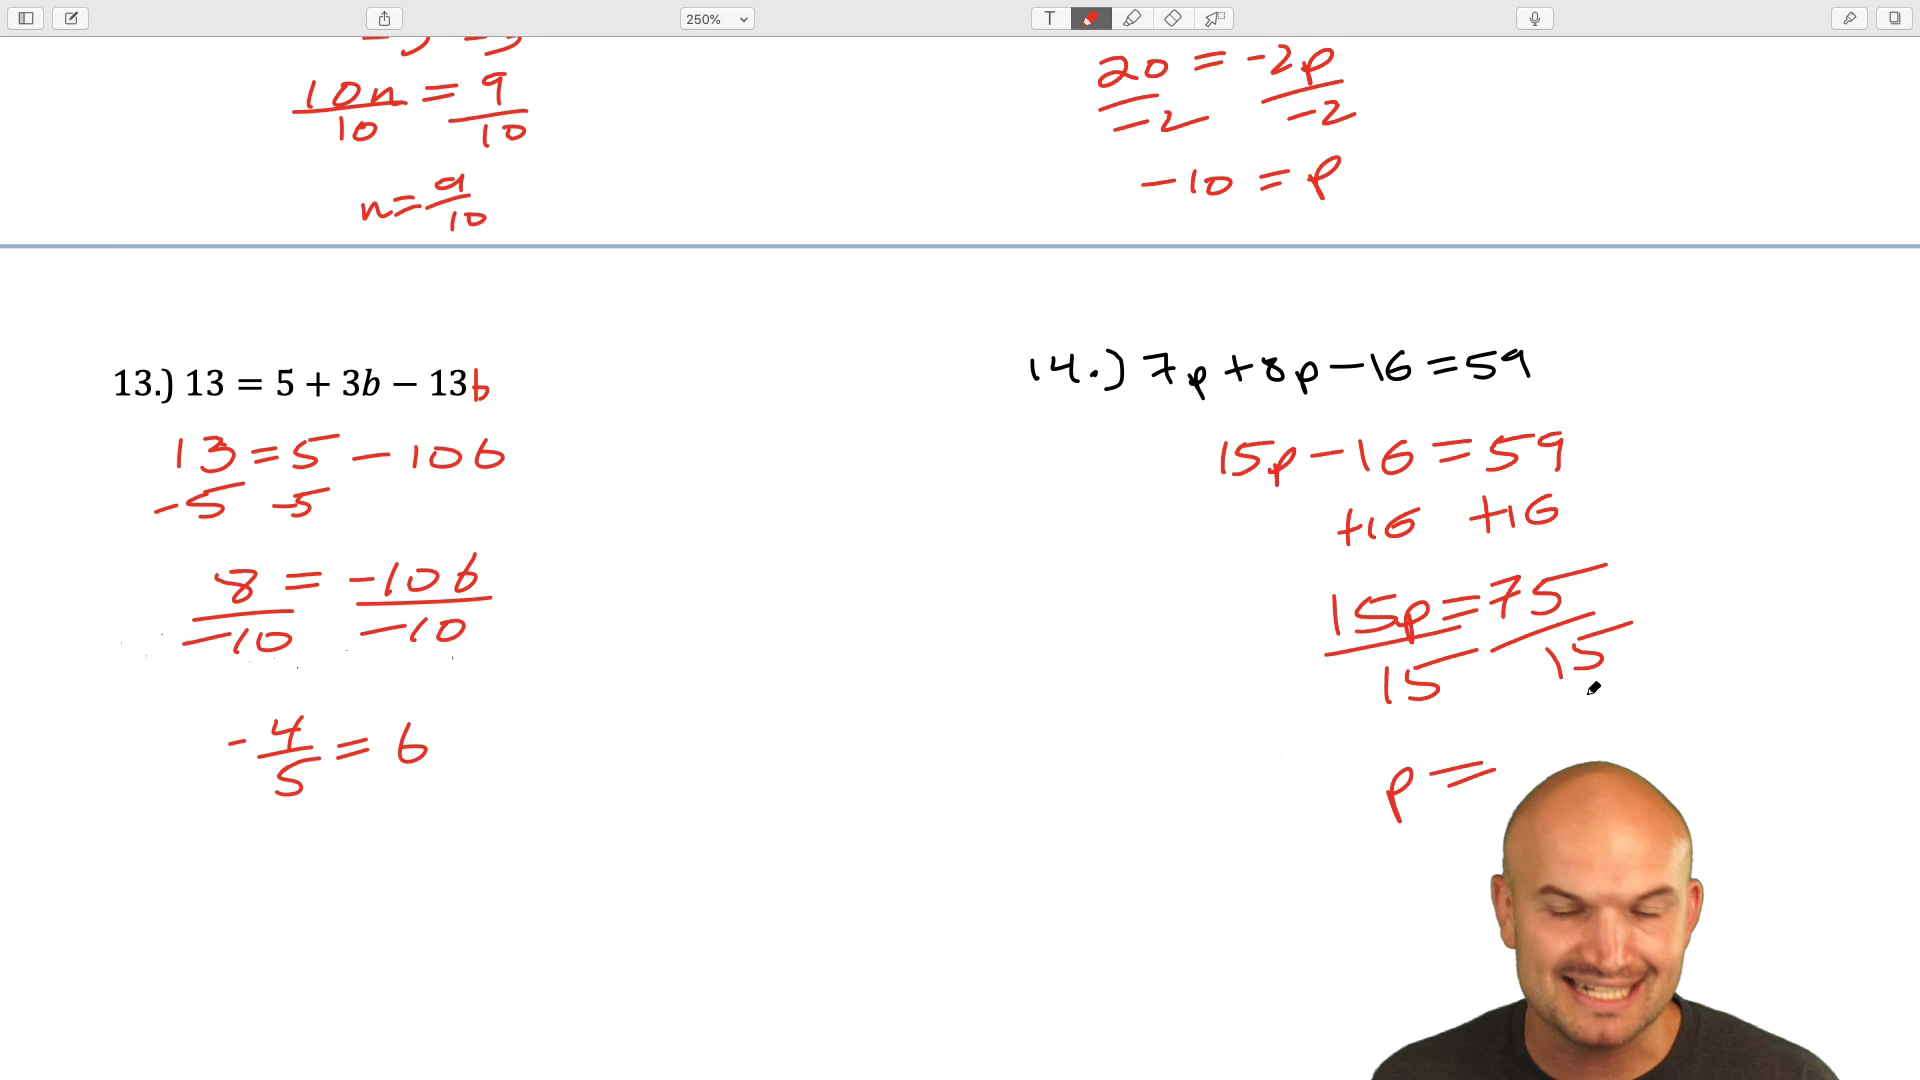 250%
T
-5 -5
10n = 9
10 10
n = 9
10
20 = -2p
-2 -2
-10 = p
13.) 13 = 5 + 3b − 13b
13 = 5 - 10b
-5 -5
8 = -10b
-10 -10
-4 = b
5
14.) 7p + 8p - 16 = 59
15p - 16 = 59
+16 +16
15p = 75
15 15
p =